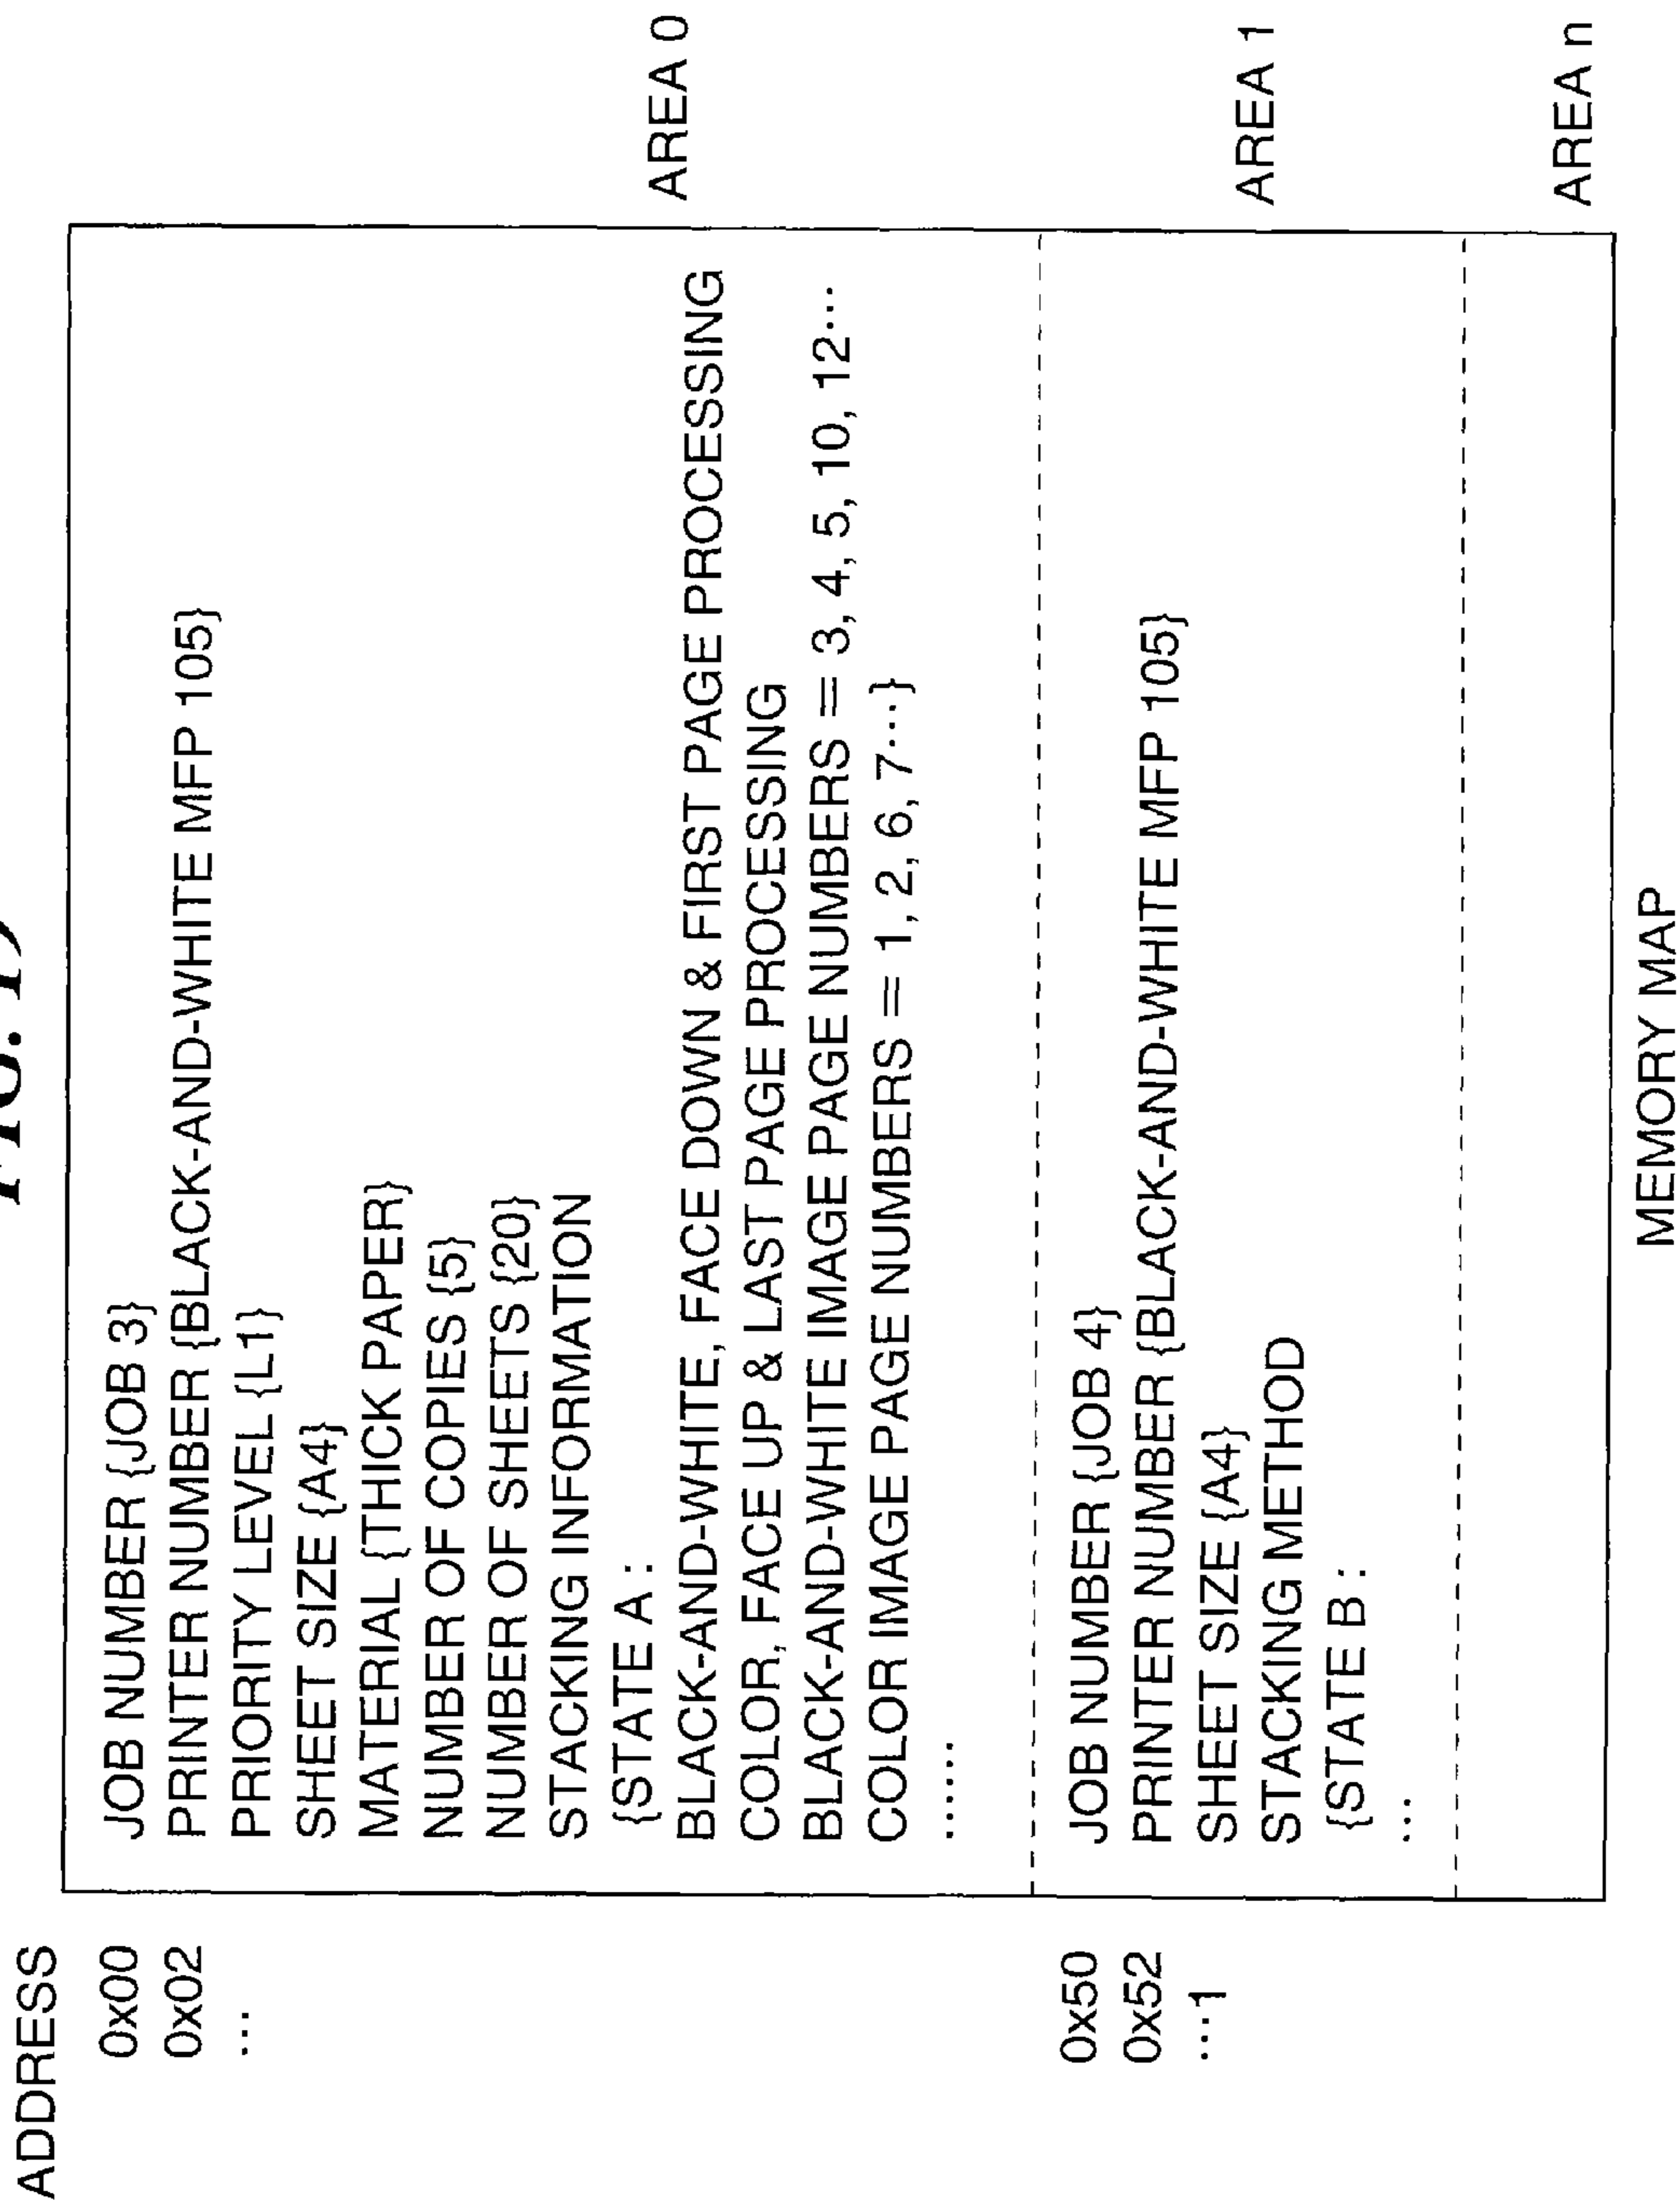 FIG.
ADDRESS
0x00 JOB NUMBER {JOB 3}
0x02 PRINTER NUMBER {BLACK-AND-WHITE MFP 105}
... PRIORITY LEVEL {L1}
SHEET SIZE {A4}
MATERIAL {THICK PAPER}
NUMBER OF COPIES {5}
NUMBER OF SHEETS {20}
STACKING INFORMATION
{STATE A :
BLACK-AND-WHITE, FACE DOWN & FIRST PAGE PROCESSING
COLOR, FACE UP & LAST PAGE PROCESSING
BLACK-AND-WHITE IMAGE PAGE NUMBERS = 3, 4, 5, 10, 12...
COLOR IMAGE PAGE NUMBERS = 1, 2, 6, 7...}
......
AREA 0
0x50 JOB NUMBER {JOB 4}
0x52 PRINTER NUMBER {BLACK-AND-WHITE MFP 105}
...1 SHEET SIZE {A4}
STACKING METHOD
{STATE B :
...
AREA 1
AREA n
MEMORY MAP